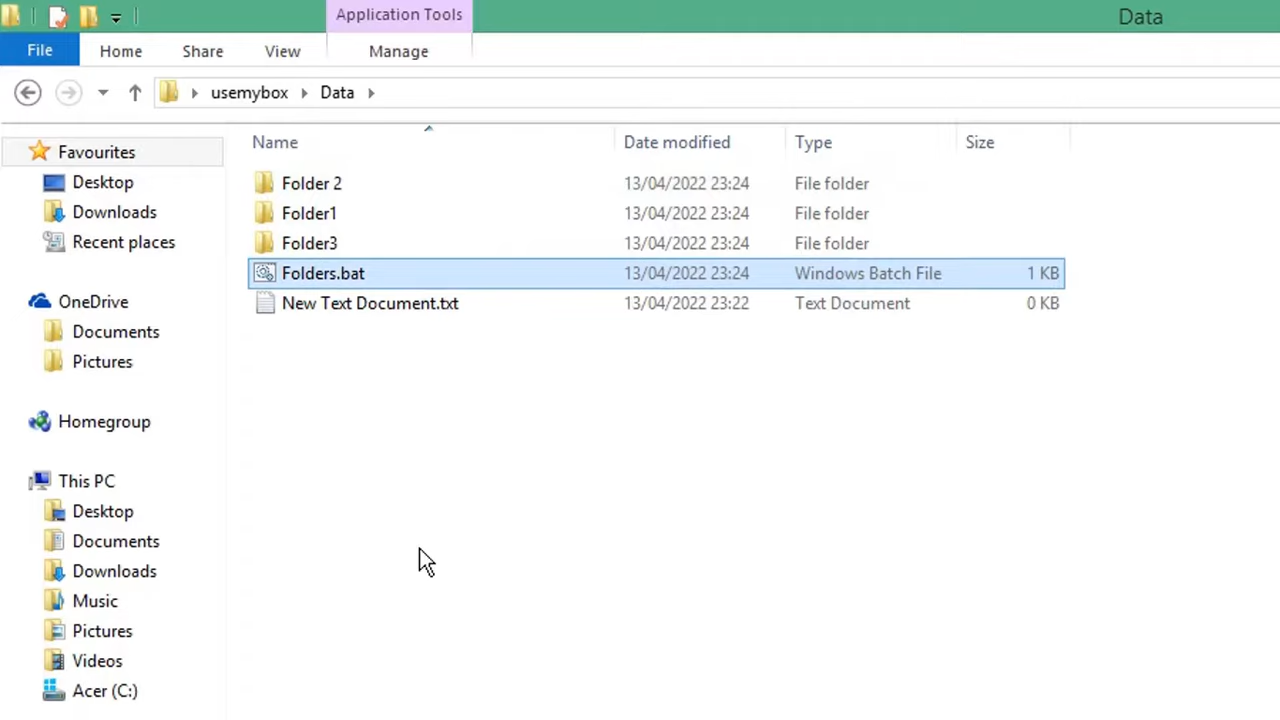 Application Tools
Data
File Home Share View Manage
usemybox Data
Name Date modified Type Size
Favourites
Desktop
Downloads
Recent places
OneDrive
Documents
Pictures
Homegroup
This PC
Desktop
Documents
Downloads
Music
Pictures
Videos
Acer (C:)
Folder 2 13/04/2022 23:24 File folder
Folder1 13/04/2022 23:24 File folder
Folder3 13/04/2022 23:24 File folder
Folders.bat 13/04/2022 23:24 Windows Batch File 1 KB
New Text Document.txt 13/04/2022 23:22 Text Document 0 KB